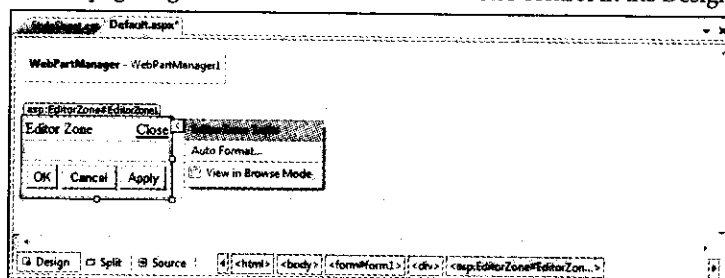 Default.aspx*
WebPartManager - WebPartManager1
asp:EditorZone#EditorZone1
Editor Zone Close
Auto Format...
OK Cancel Apply
View in Browse Mode
Design Split Source <html> <body> <form#form1> <div> <asp:EditorZone#EditorZon...>